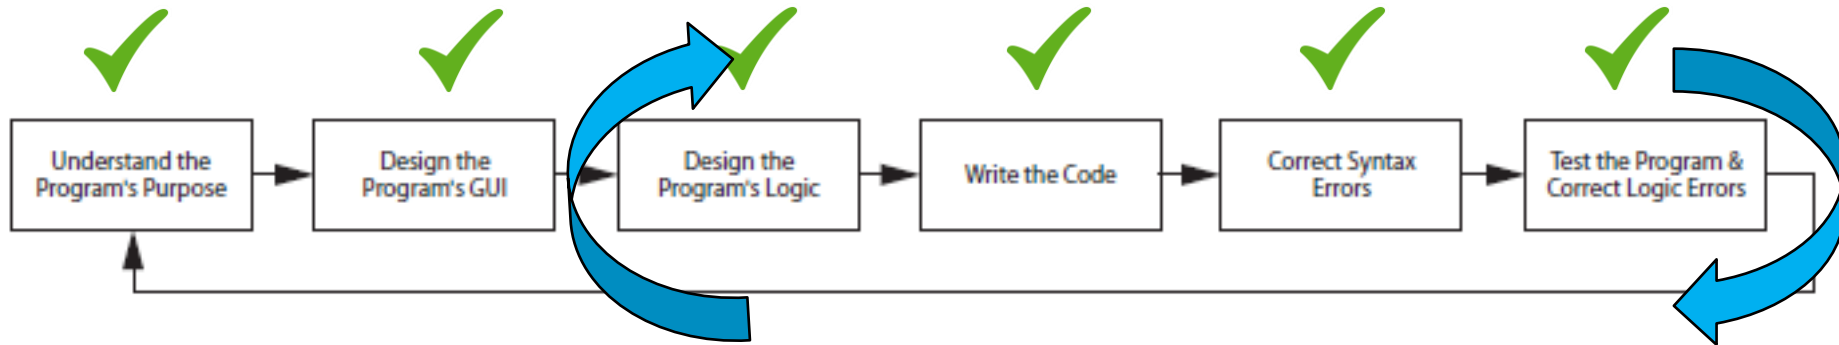 Understand the
Program's Purpose
Design the
Program's GUI
Design the
Program's Logic
Write the Code
Correct Syntax
Errors
Test the Program &
Correct Logic Errors